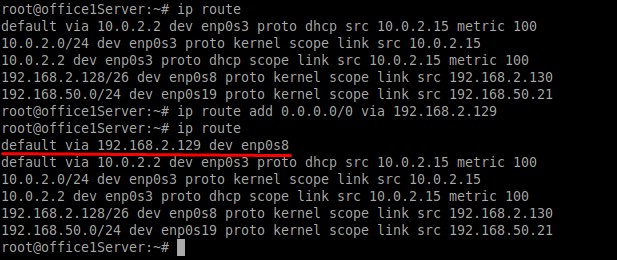 root@office1Server:~# ip route
default via 10.0.2.2 dev enp0s3 proto dhcp src 10.0.2.15 metric 100
10.0.2.0/24 dev enp0s3 proto kernel scope link src 10.0.2.15
10.0.2.2 dev enp0s3 proto dhcp scope link src 10.0.2.15 metric 100
192.168.2.128/26 dev enp0s8 proto kernel scope link src 192.168.2.130
192.168.50.0/24 dev enp0s19 proto kernel scope link src 192.168.50.21
root@office1Server:~# ip route add 0.0.0.0/0 via 192.168.2.129
root@office1Server:~# ip route
default via 192.168.2.129 dev enp0s8
default via 10.0.2.2 dev enp0s3 proto dhcp src 10.0.2.15 metric 100
10.0.2.0/24 dev enp0s3 proto kernel scope link src 10.0.2.15
10.0.2.2 dev enp0s3 proto dhcp scope link src 10.0.2.15 metric 100
192.168.2.128/26 dev enp0s8 proto kernel scope link src 192.168.2.130
192.168.50.0/24 dev enp0s19 proto kernel scope link src 192.168.50.21
root@office1Server:~#